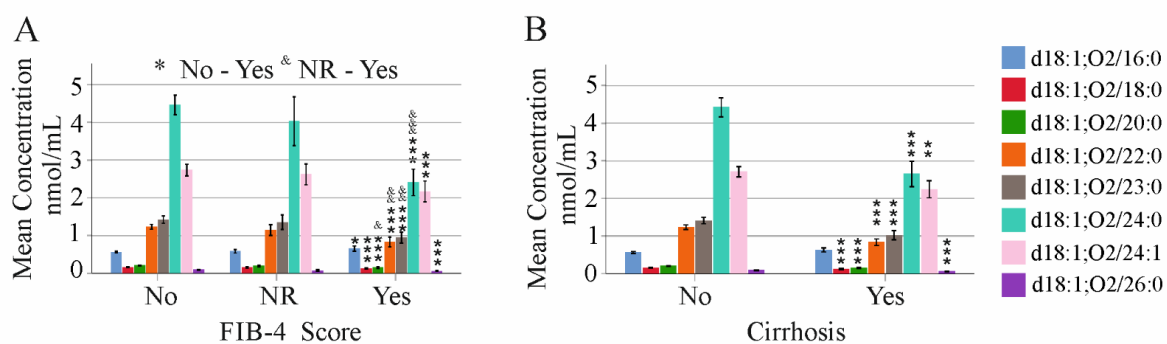 A
* No - Yes & NR - Yes
Mean Concentration
nmol/mL
5
4
3
2
1
0
*
***
***&
***&&
***&&
***&&&
***
***
No
NR
Yes
FIB-4 Score
B
Mean Concentration
nmol/mL
5
4
3
2
1
0
***
***
***
***
***
**
***
No
Yes
Cirrhosis
d18:1;O2/16:0
d18:1;O2/18:0
d18:1;O2/20:0
d18:1;O2/22:0
d18:1;O2/23:0
d18:1;O2/24:0
d18:1;O2/24:1
d18:1;O2/26:0